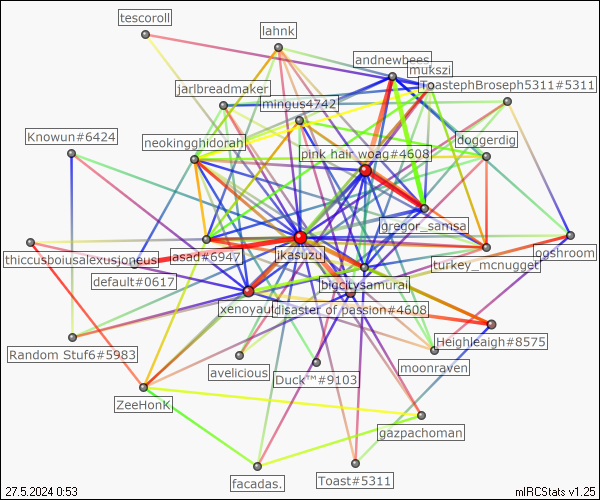 tescoroll
lahnk
andnewbees
mukszi
jarlbreadmaker
ToastephBroseph5311#5311
mingus4742
Knowun#6424
neokingghidorah
doggerdig
pink hair woag#4608
gregor_samsa
thiccusboiusalexusjoneus
asad#6947
ikasuzu
ogshroom
turkey_mcnugget
default#0617
bigcitysamurai
xenoyaul
disaster of passion#4608
Random Stuf6#5983
Heighleigh#8575
avelicious
moonraven
Duck™#9103
ZeeHonK
gazpachoman
facadas.
Toast#5311
27.5.2024 0:53
mIRCStats v1.25